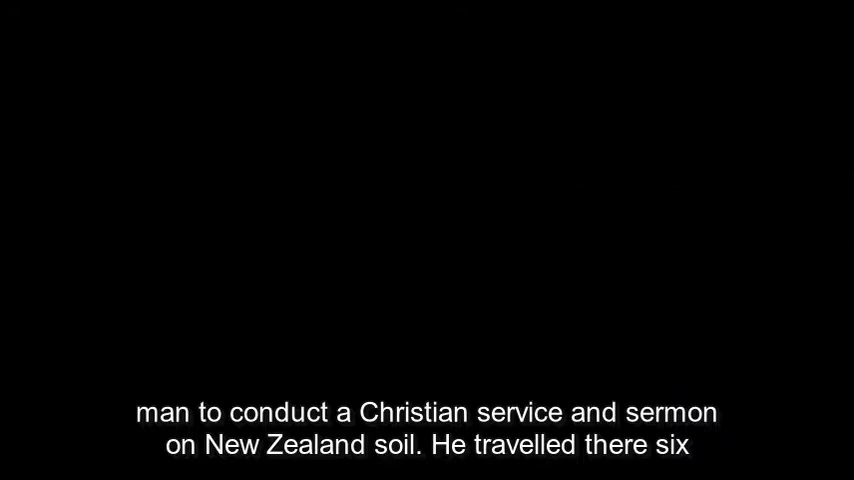 man to conduct a Christian service and sermon
on New Zealand soil. He travelled there six